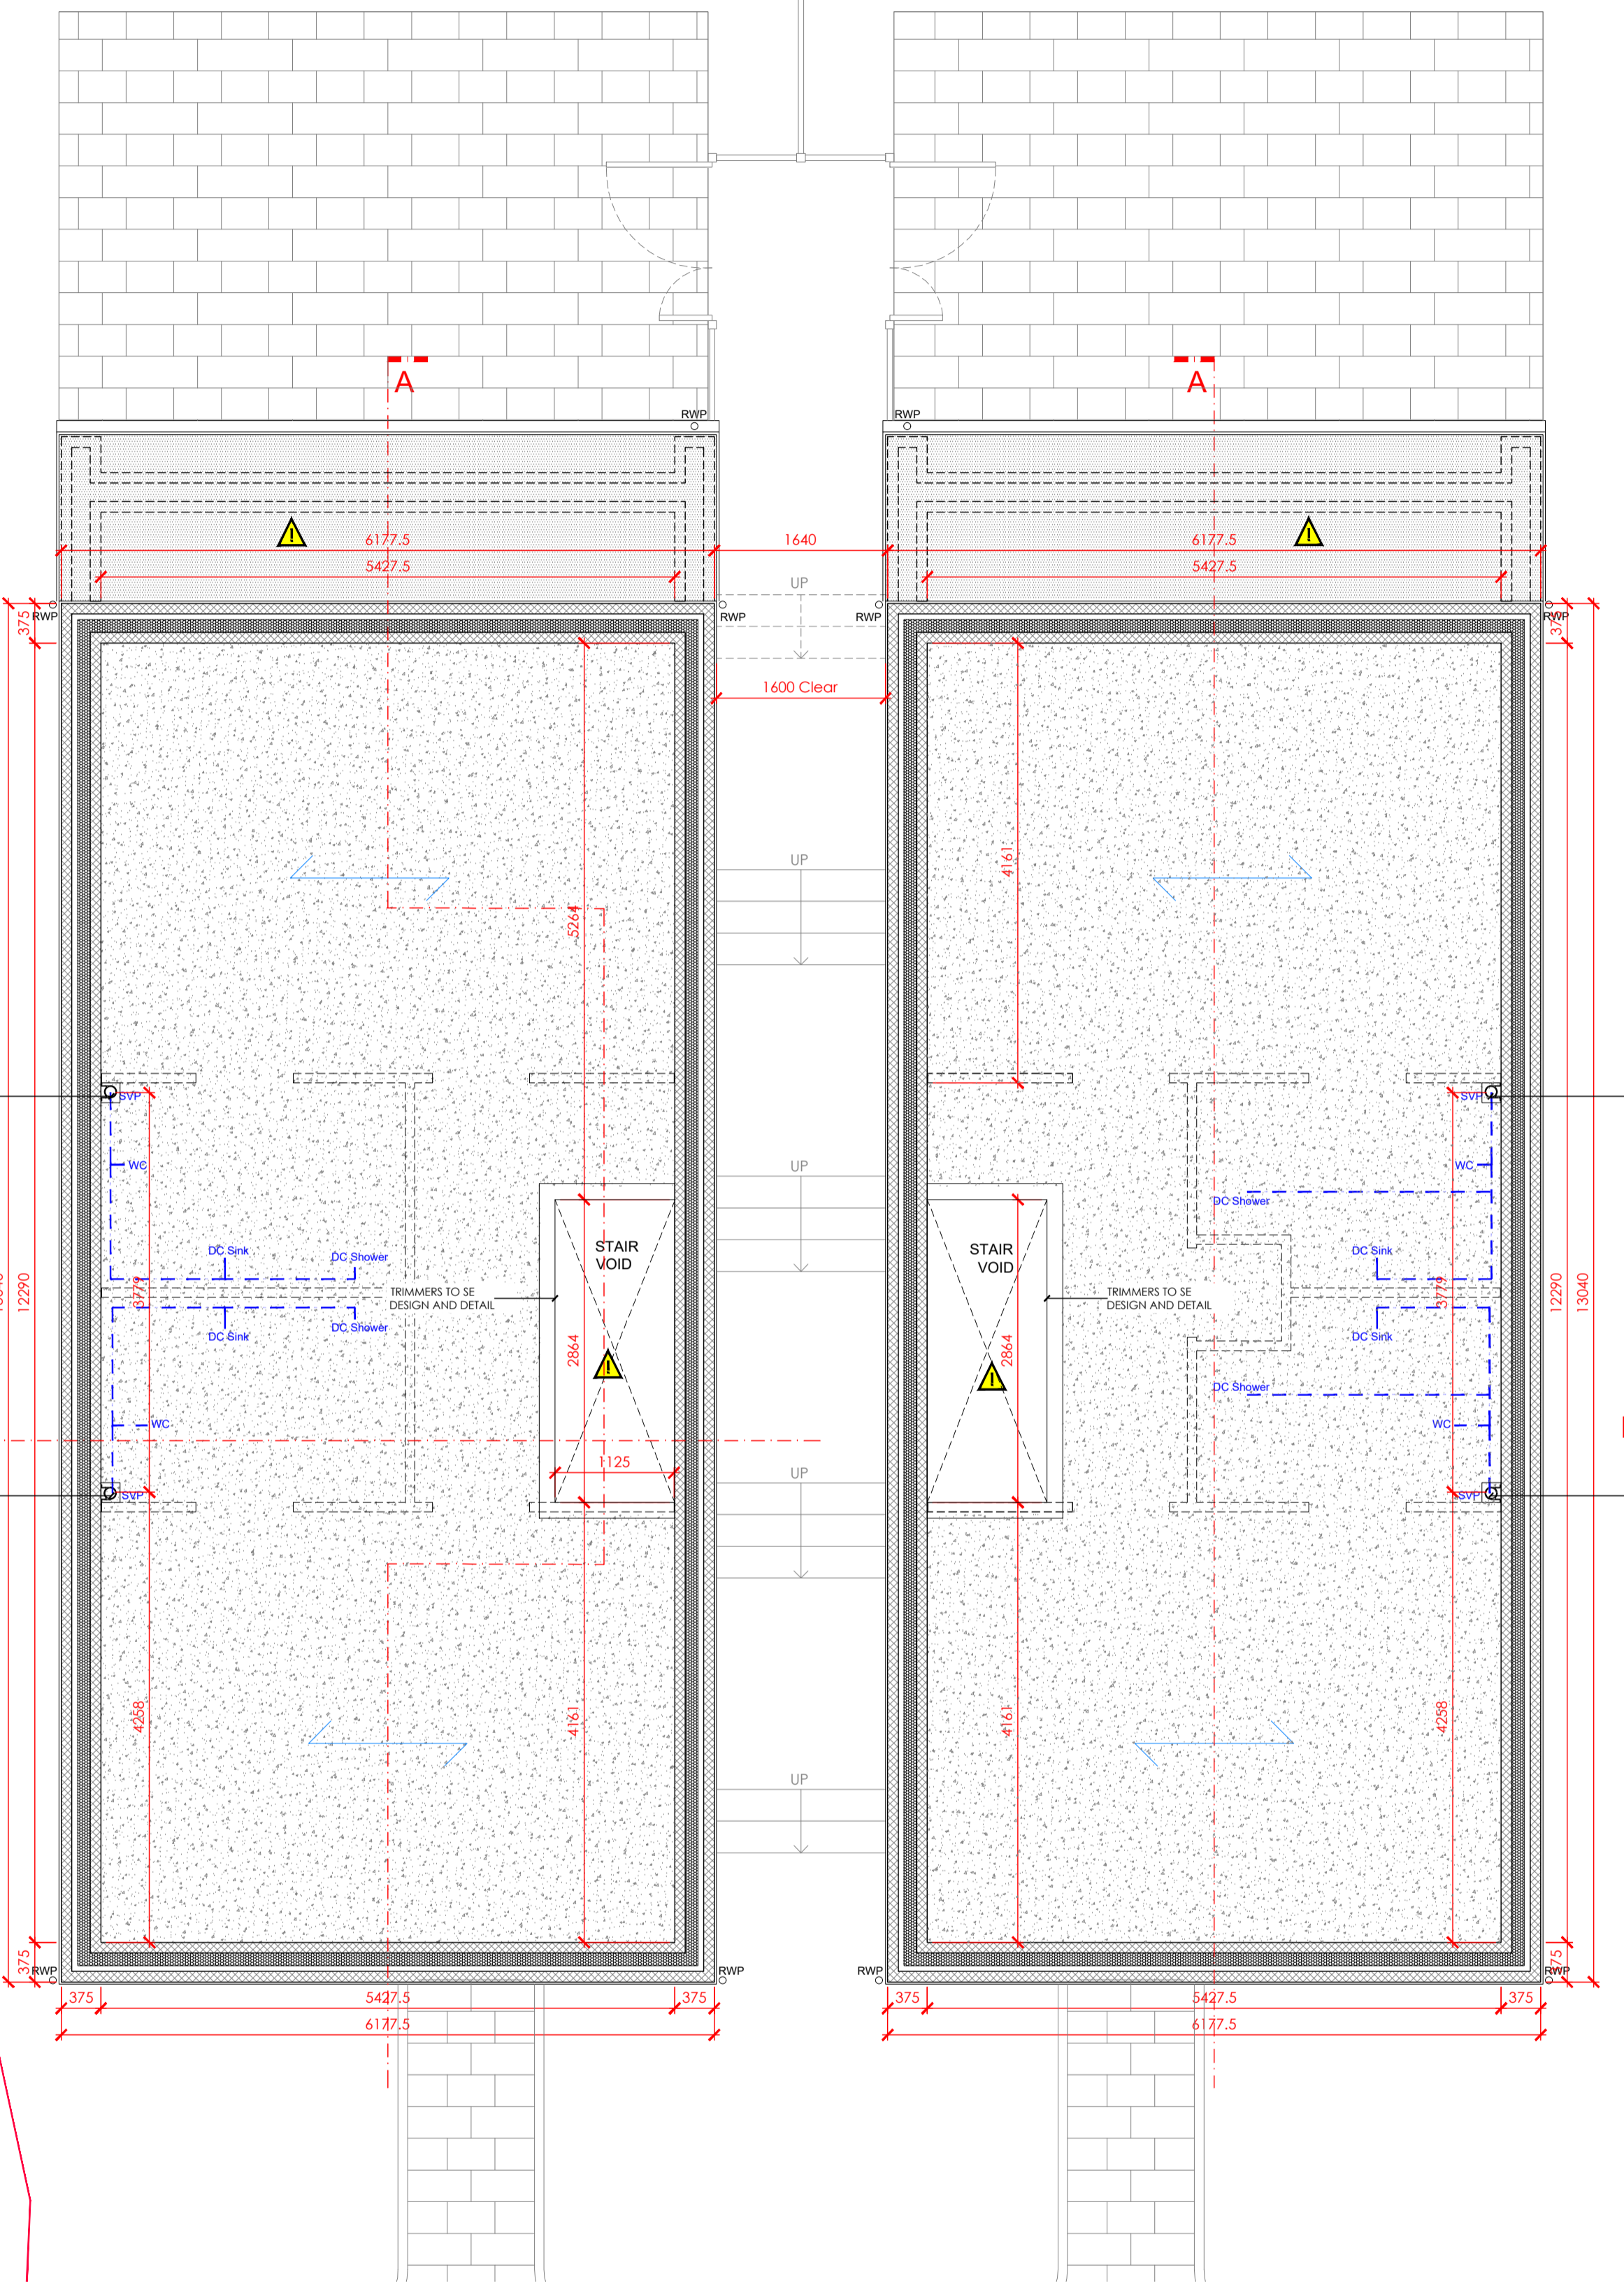 A
A
RWP
RWP
6177.5
1640
6177.5
5427.5
5427.5
UP
375
RWP
RWP
RWP
RWP
375
1600 Clear
UP
4161
5264
SVP
SVP
UP
WC
WC
DC Shower
STAIR
VOID
STAIR
VOID
DC Sink
DC Shower
DC Sink
12290
3779
TRIMMERS TO SE
DESIGN AND DETAIL
TRIMMERS TO SE
DESIGN AND DETAIL
3779
12290
13040
DC Sink
DC Shower
DC Sink
2864
2864
DC Shower
WC
WC
1125
UP
SVP
SVP
4258
4161
4161
4258
UP
375
RWP
RWP
RWP
RWP
375
375
5427.5
375
375
5427.5
375
6177.5
6177.5